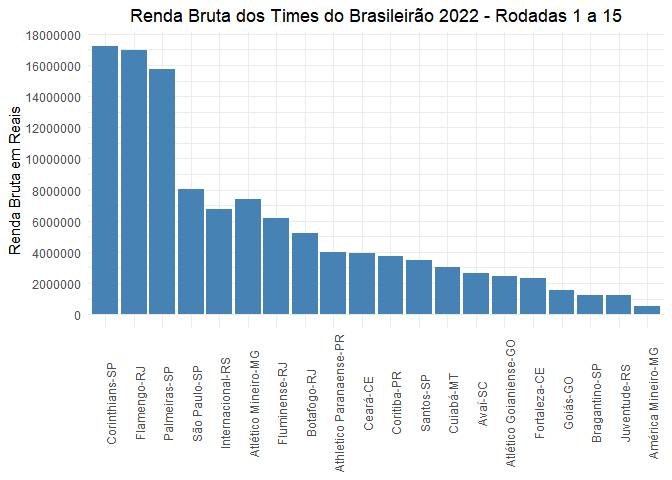 Renda Bruta dos Times do Brasileirão 2022 - Rodadas 1 a 15
Renda Bruta em Reais
18000000
16000000
14000000
12000000
10000000
8000000
6000000
4000000
2000000
0
Corinthians-SP
Flamengo-RJ
Palmeiras-SP
São Paulo-SP
Internacional-RS
Atlético Mineiro-MG
Fluminense-RJ
Botafogo-RJ
Athletico Paranaense-PR
Ceará-CE
Coritiba-PR
Santos-SP
Cuiabá-MT
Avaí-SC
Atlético Goianiense-GO
Fortaleza-CE
Goiás-GO
Bragantino-SP
Juventude-RS
América Mineiro-MG